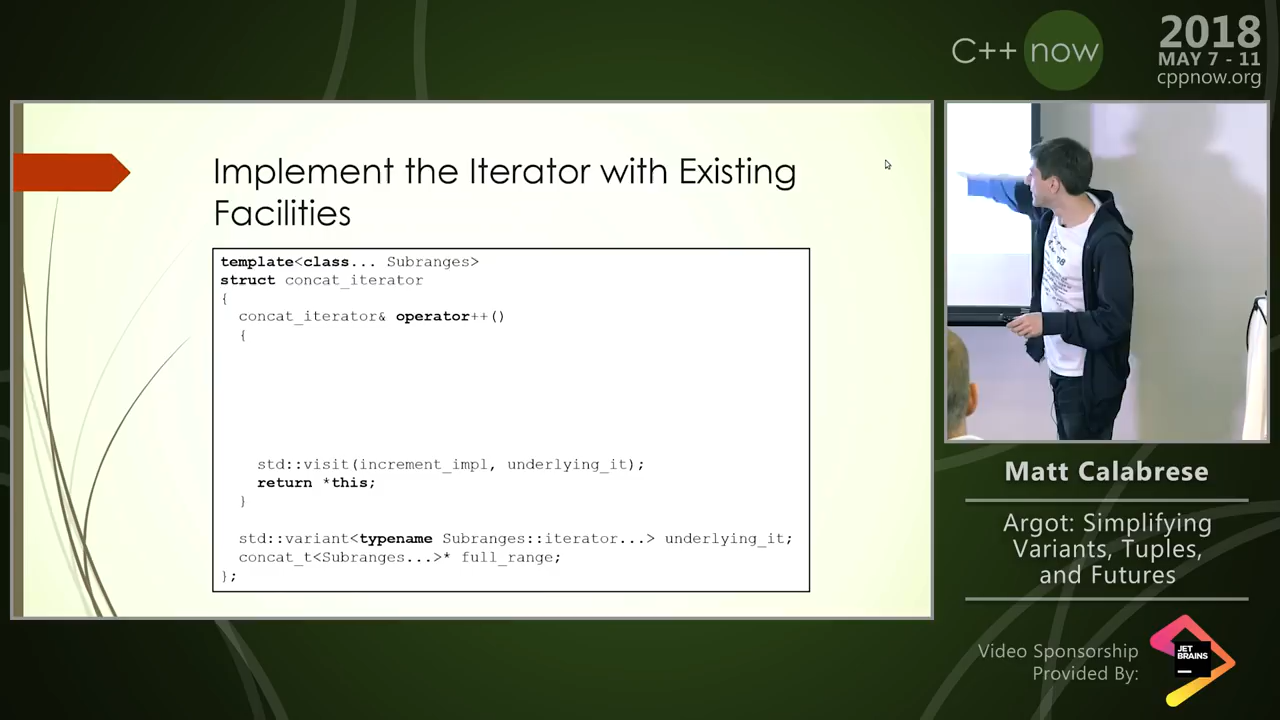 C++ now
2018
MAY 7 - 11
cppnow.org
Implement the Iterator with Existing
Facilities
template<class... Subranges>
struct concat_iterator
{
concat_iterator& operator++()
{
std::visit(increment_impl, underlying_it);
return *this;
}
std::variant<typename Subranges::iterator...> underlying_it;
concat_t<Subranges...>* full_range;
};
Matt Calabrese
Argot: Simplifying
Variants, Tuples,
and Futures
Video Sponsorship
Provided By:
JET
BRAINS